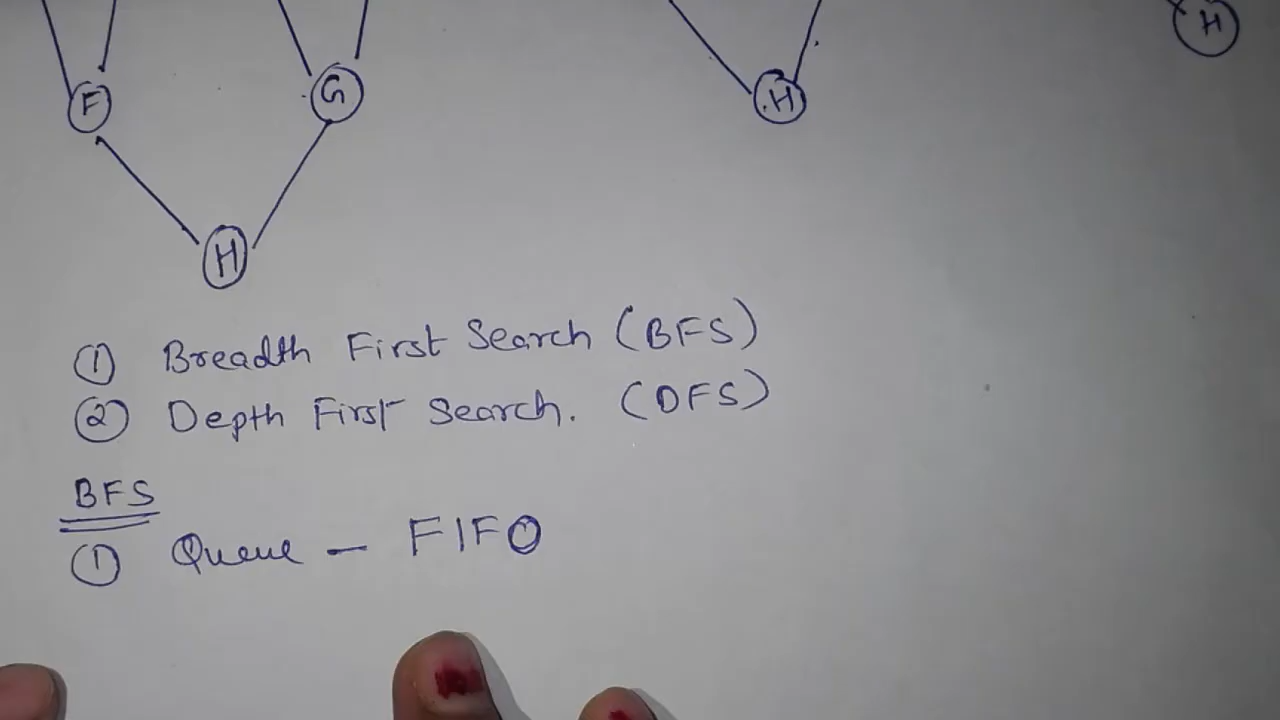 H
F
G
H
H
① Breadth First Search (BFS)
② Depth First Search. (DFS)
BFS
① Queue - FIFO